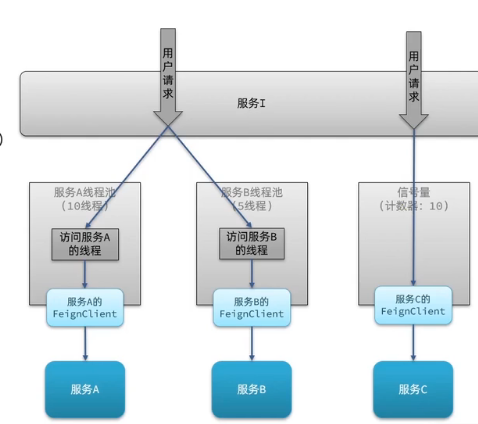 用户请求
用户请求
服务I
)
服务A线程池
(10线程)
服务B线程池
(5线程)
信号量
(计数器：10)
访问服务A
的线程
访问服务B
的线程
服务A的
FeignClient
服务B的
FeignClient
服务C的
FeignClient
服务A
服务B
服务C